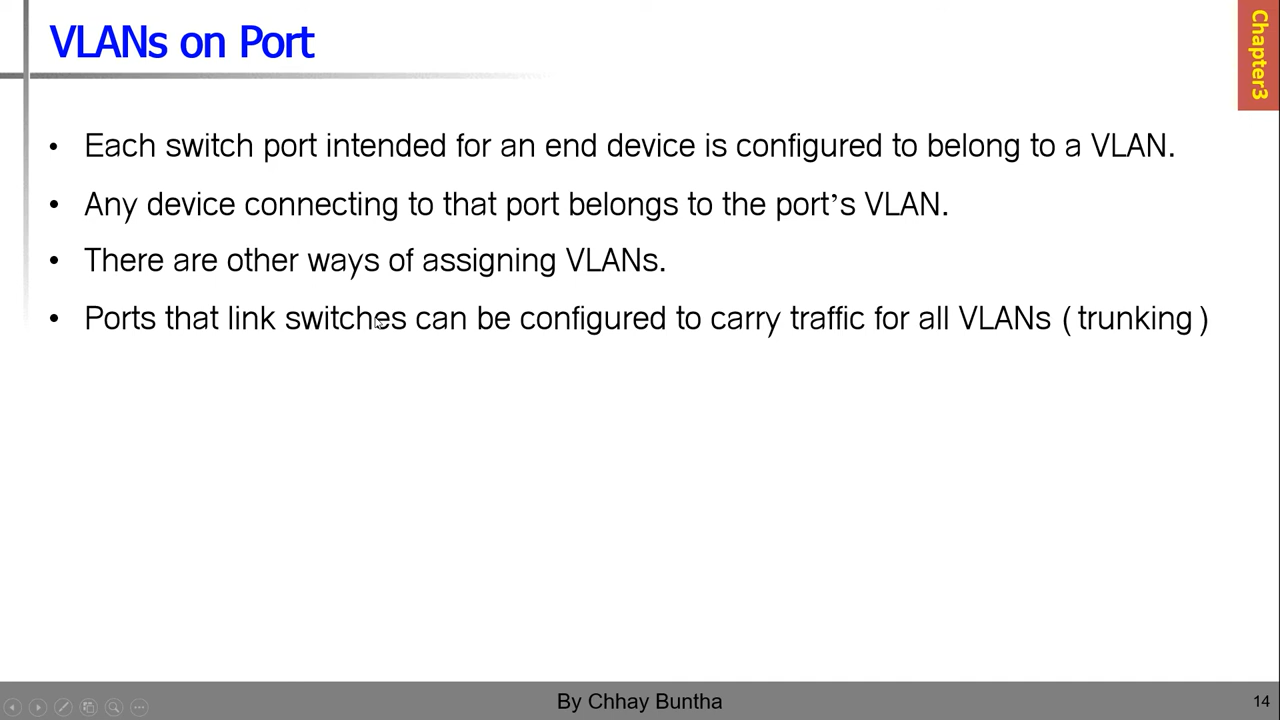 VLANs on Port
Chapter3
• Each switch port intended for an end device is configured to belong to a VLAN.
• Any device connecting to that port belongs to the port’s VLAN.
• There are other ways of assigning VLANs.
• Ports that link switches can be configured to carry traffic for all VLANs (trunking)
By Chhay Buntha
14